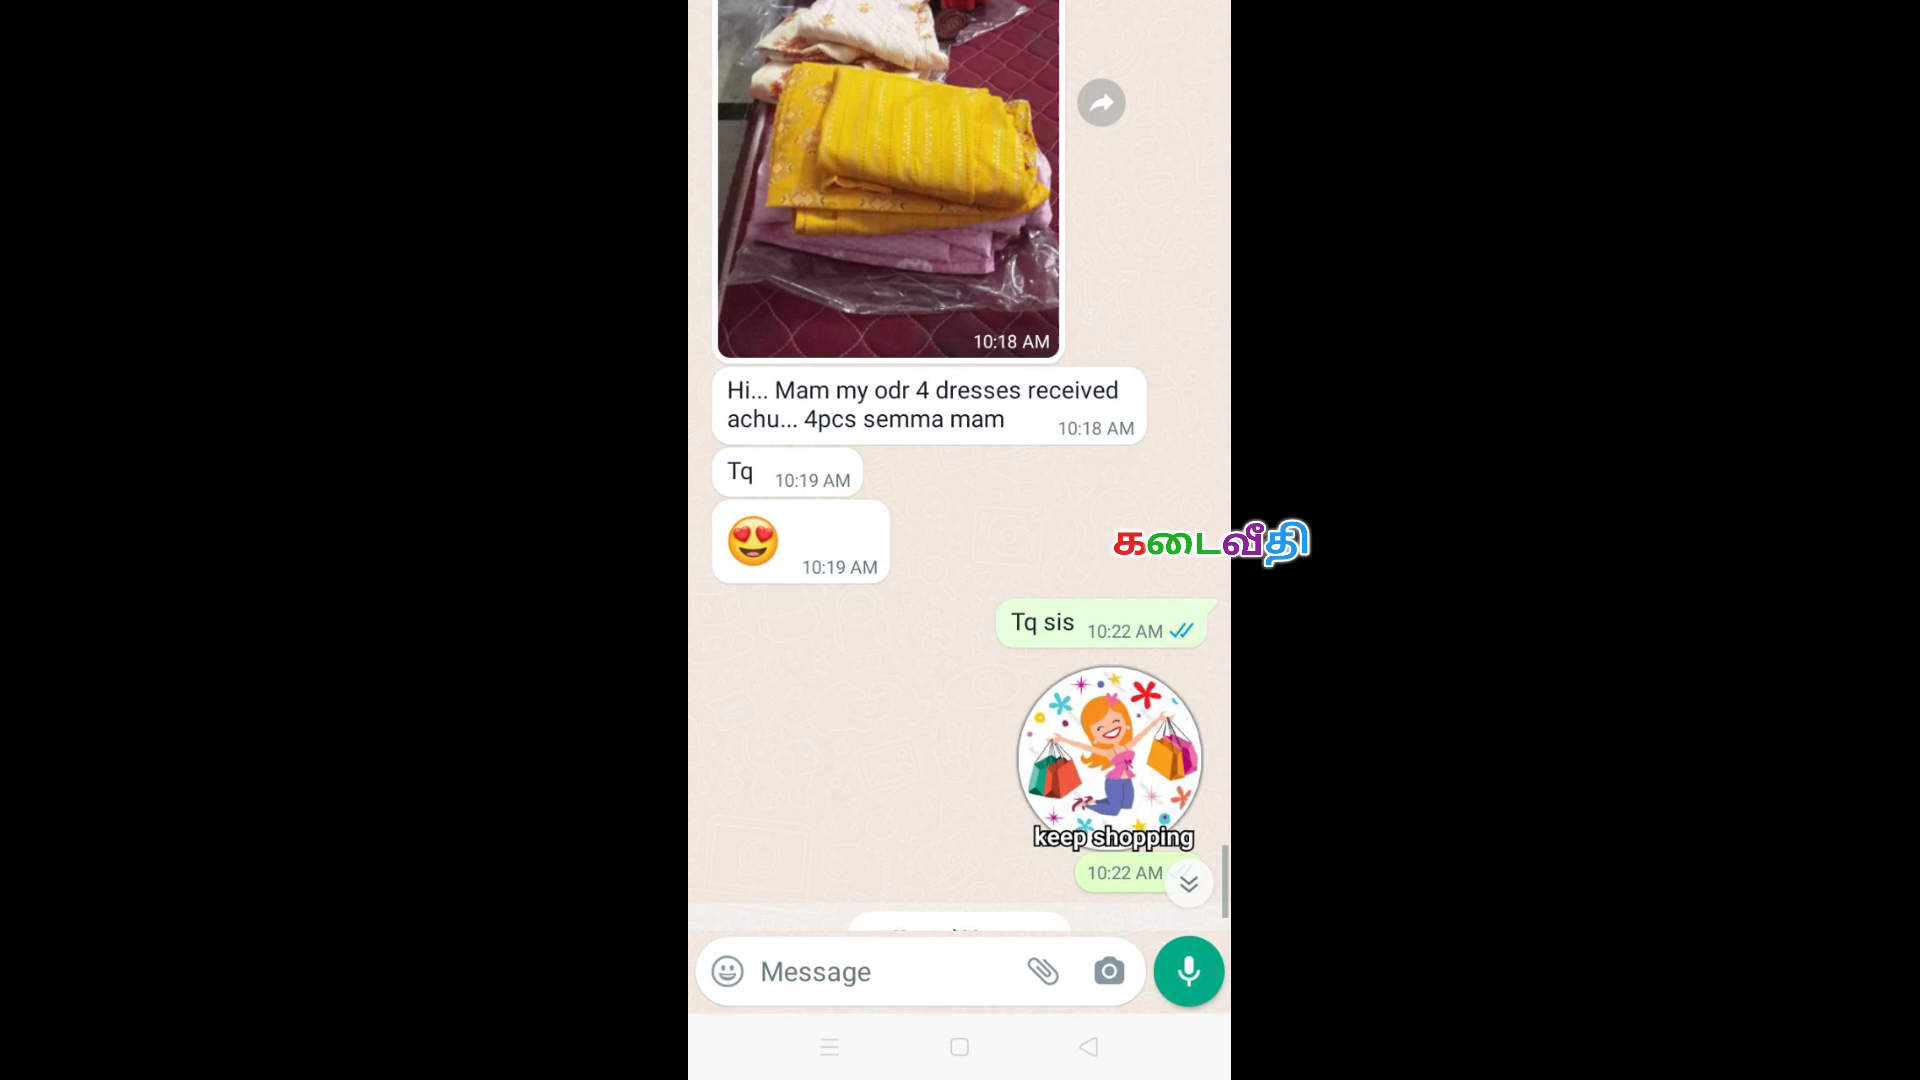 10:18 AM
Hi... Mam my odr 4 dresses received
achu... 4pcs semma mam
10:18 AM
Tq
10:19 AM
😍
10:19 AM
கடைவீதி
Tq sis
10:22 AM
keep shopping
10:22 AM
Message